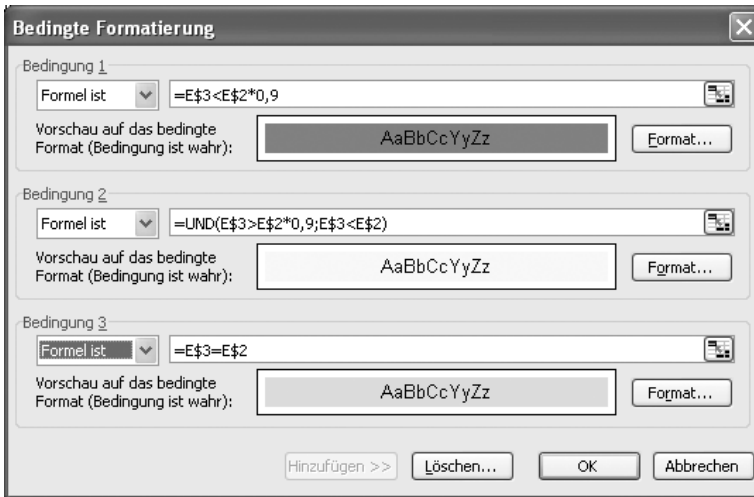 Bedingte Formatierung
Bedingung 1
Formel ist =E$3<E$2*0,9
Vorschau auf das bedingte
Format (Bedingung ist wahr):
AaBbCcYyZz
Format...
Bedingung 2
Formel ist =UND(E$3>E$2*0,9;E$3<E$2)
Vorschau auf das bedingte
Format (Bedingung ist wahr):
AaBbCcYyZz
Format...
Bedingung 3
Formel ist =E$3=E$2
Vorschau auf das bedingte
Format (Bedingung ist wahr):
AaBbCcYyZz
Format...
Hinzufügen >> Löschen... OK Abbrechen